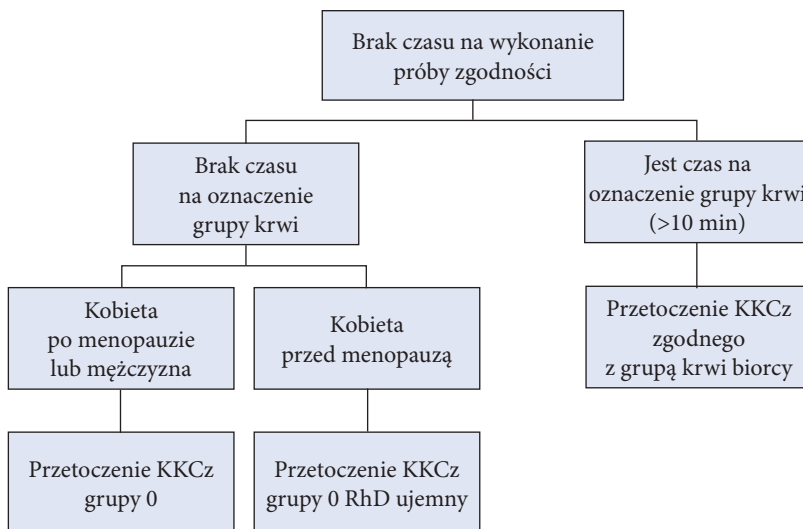 Brak czasu na wykonanie
próby zgodności
Brak czasu
na oznaczenie
grupy krwi
Jest czas na
oznaczenie grupy krwi
(>10 min)
Kobieta
po menopauzie
lub mężczyzna
Kobieta
przed menopauzą
Przetoczenie KKCz
zgodnego
z grupą krwi biorcy
Przetoczenie KKCz
grupy 0
Przetoczenie KKCz
grupy 0 RhD ujemny